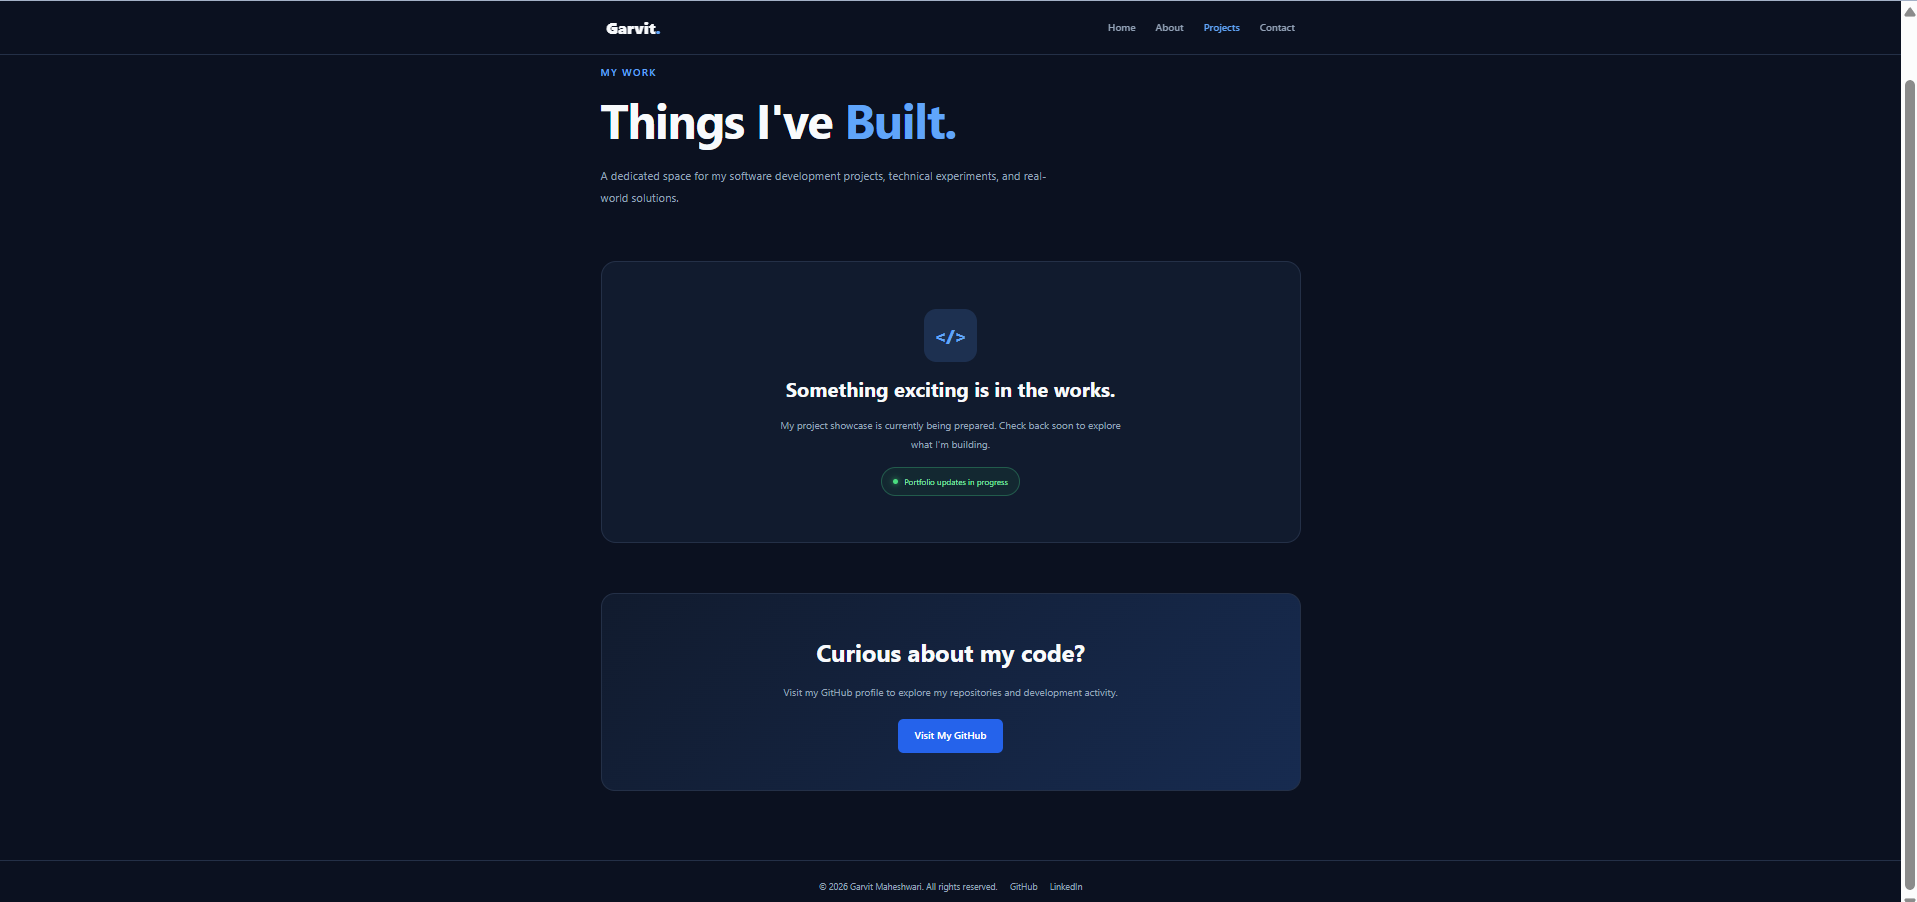 Garvit.
Home About Projects Contact
MY WORK
Things I've Built.
A dedicated space for my software development projects, technical experiments, and real-
world solutions.
</>
Something exciting is in the works.
My project showcase is currently being prepared. Check back soon to explore
what I'm building.
Portfolio updates in progress
Curious about my code?
Visit my GitHub profile to explore my repositories and development activity.
Visit My GitHub
© 2026 Garvit Maheshwari. All rights reserved. GitHub LinkedIn